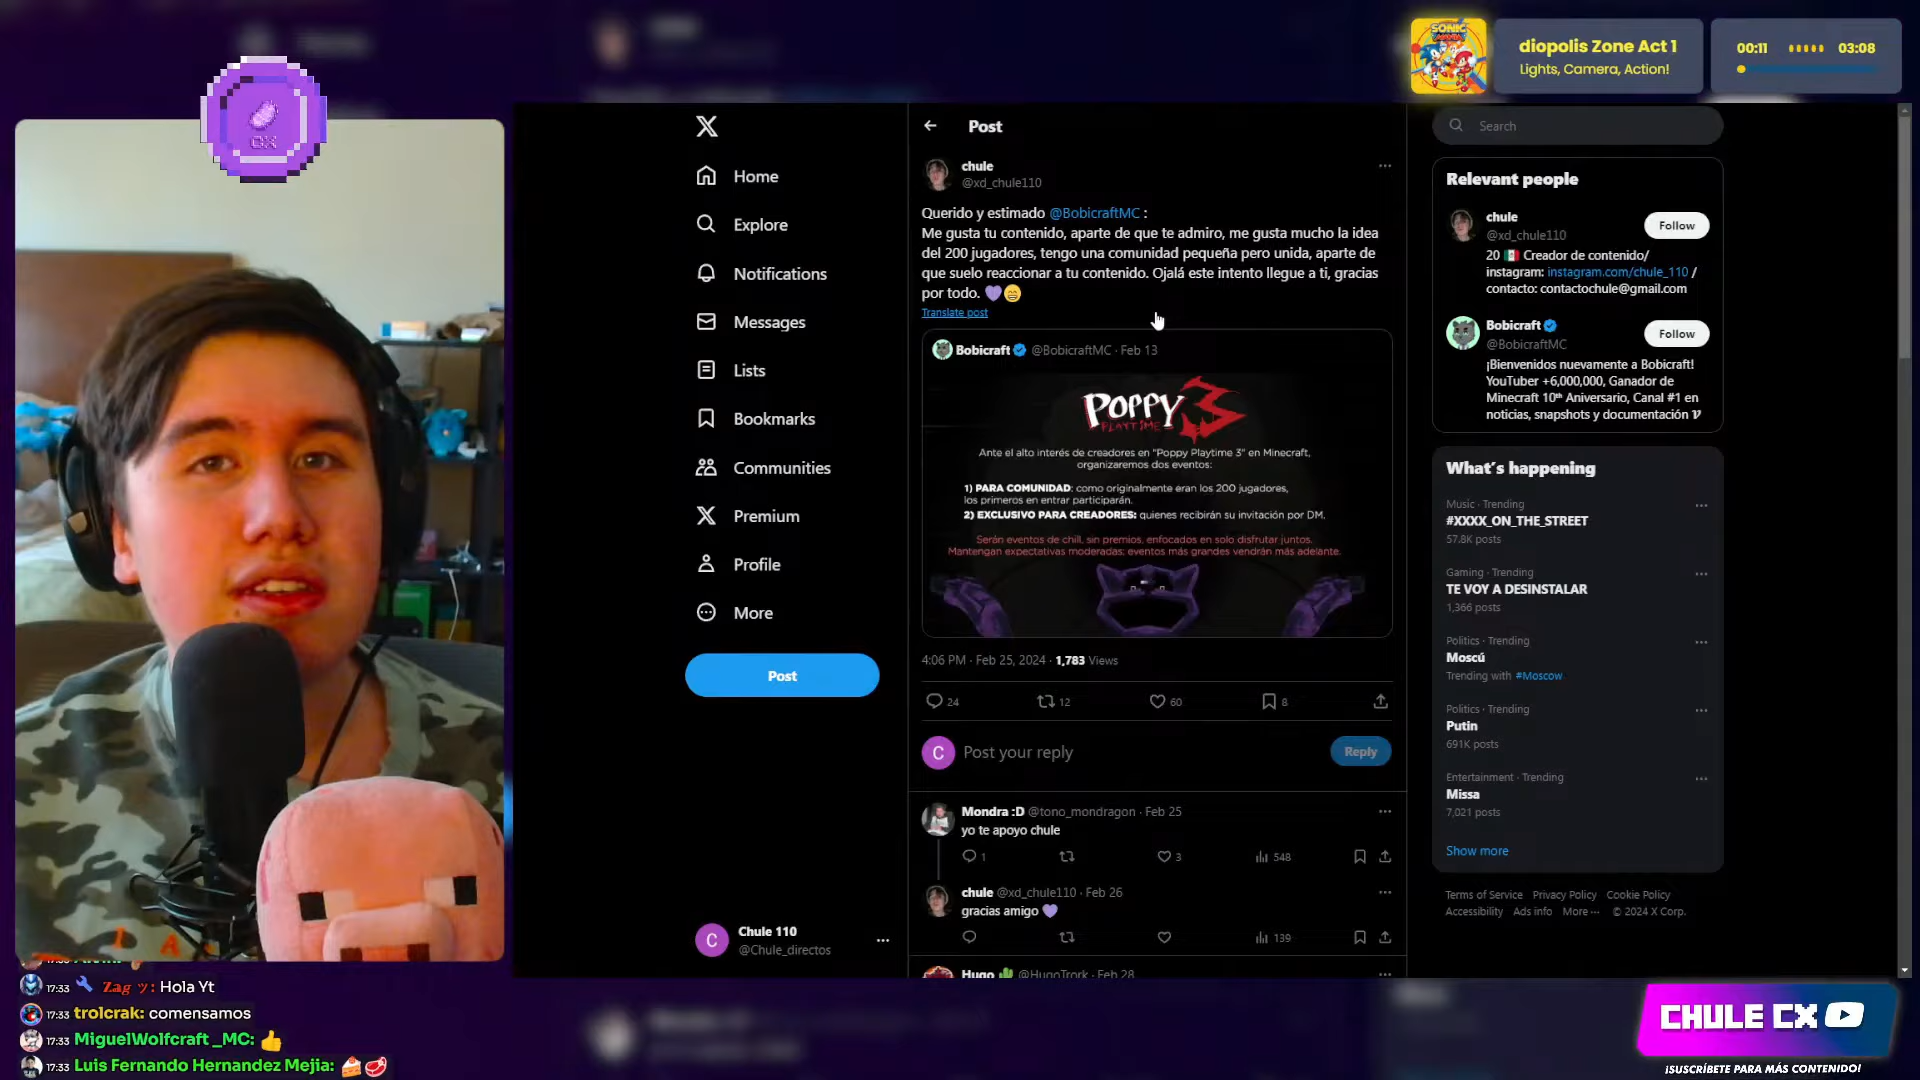 SONIC
MANIA
diopolis Zone Act 1
Lights, Camera, Action!
00:11
03:08
CX
X
Home
Explore
Notifications
Messages
Lists
Bookmarks
Communities
Premium
Profile
More
Post
C
Chule 110
@Chule_directos
Post
chule
@xd_chule110
Querido y estimado @BobicraftMC :
Me gusta tu contenido, aparte de que te admiro, me gusta mucho la idea
del 200 jugadores, tengo una comunidad pequeña pero unida, aparte de
que suelo reaccionar a tu contenido. Ojalá este intento llegue a ti, gracias
por todo. 💜😁
Translate post
Bobicraft @BobicraftMC · Feb 13
POPPY 3
PLAYTIME
Ante el alto interés de creadores en "Poppy Playtime 3" en Minecraft,
organizaremos dos eventos:
1) PARA COMUNIDAD: como originalmente eran los 200 jugadores,
los primeros en entrar participarán.
2) EXCLUSIVO PARA CREADORES: quienes recibirán su invitación por DM.
Serán eventos de chill, sin premios, enfocados en solo disfrutar juntos.
Mantengan expectativas moderadas; eventos más grandes vendrán más adelante.
4:06 PM · Feb 25, 2024 · 1,783 Views
24 12 60 8
C Post your reply
Reply
Mondra :D @tono_mondragon · Feb 25
yo te apoyo chule
1 3 548
chule @xd_chule110 · Feb 26
gracias amigo 💜
139
Hugo 🌵 @HugoTrork · Feb 28
Search
Relevant people
chule
@xd_chule110
Follow
20 🇲🇽 Creador de contenido/
instagram: instagram.com/chule_110 /
contacto: contactochule@gmail.com
Bobicraft
@BobicraftMC
Follow
¡Bienvenidos nuevamente a Bobicraft!
YouTuber +6,000,000, Ganador de
Minecraft 10ᵗʰ Aniversario, Canal #1 en
noticias, snapshots y documentación
What's happening
Music · Trending
#XXXX_ON_THE_STREET
57.8K posts
Gaming · Trending
TE VOY A DESINSTALAR
1,366 posts
Politics · Trending
Moscú
Trending with #Moscow
Politics · Trending
Putin
691K posts
Entertainment · Trending
Missa
7,021 posts
Show more
Terms of Service Privacy Policy Cookie Policy
Accessibility Ads info More ··· © 2024 X Corp.
17:33 Zag ツ: Hola Yt
17:33 trolcrak: comensamos
17:33 MiguelWolfcraft _MC: 👍
17:33 Luis Fernando Hernandez Mejia: 🍰🥩
CHULE CX
¡SUSCRÍBETE PARA MÁS CONTENIDO!